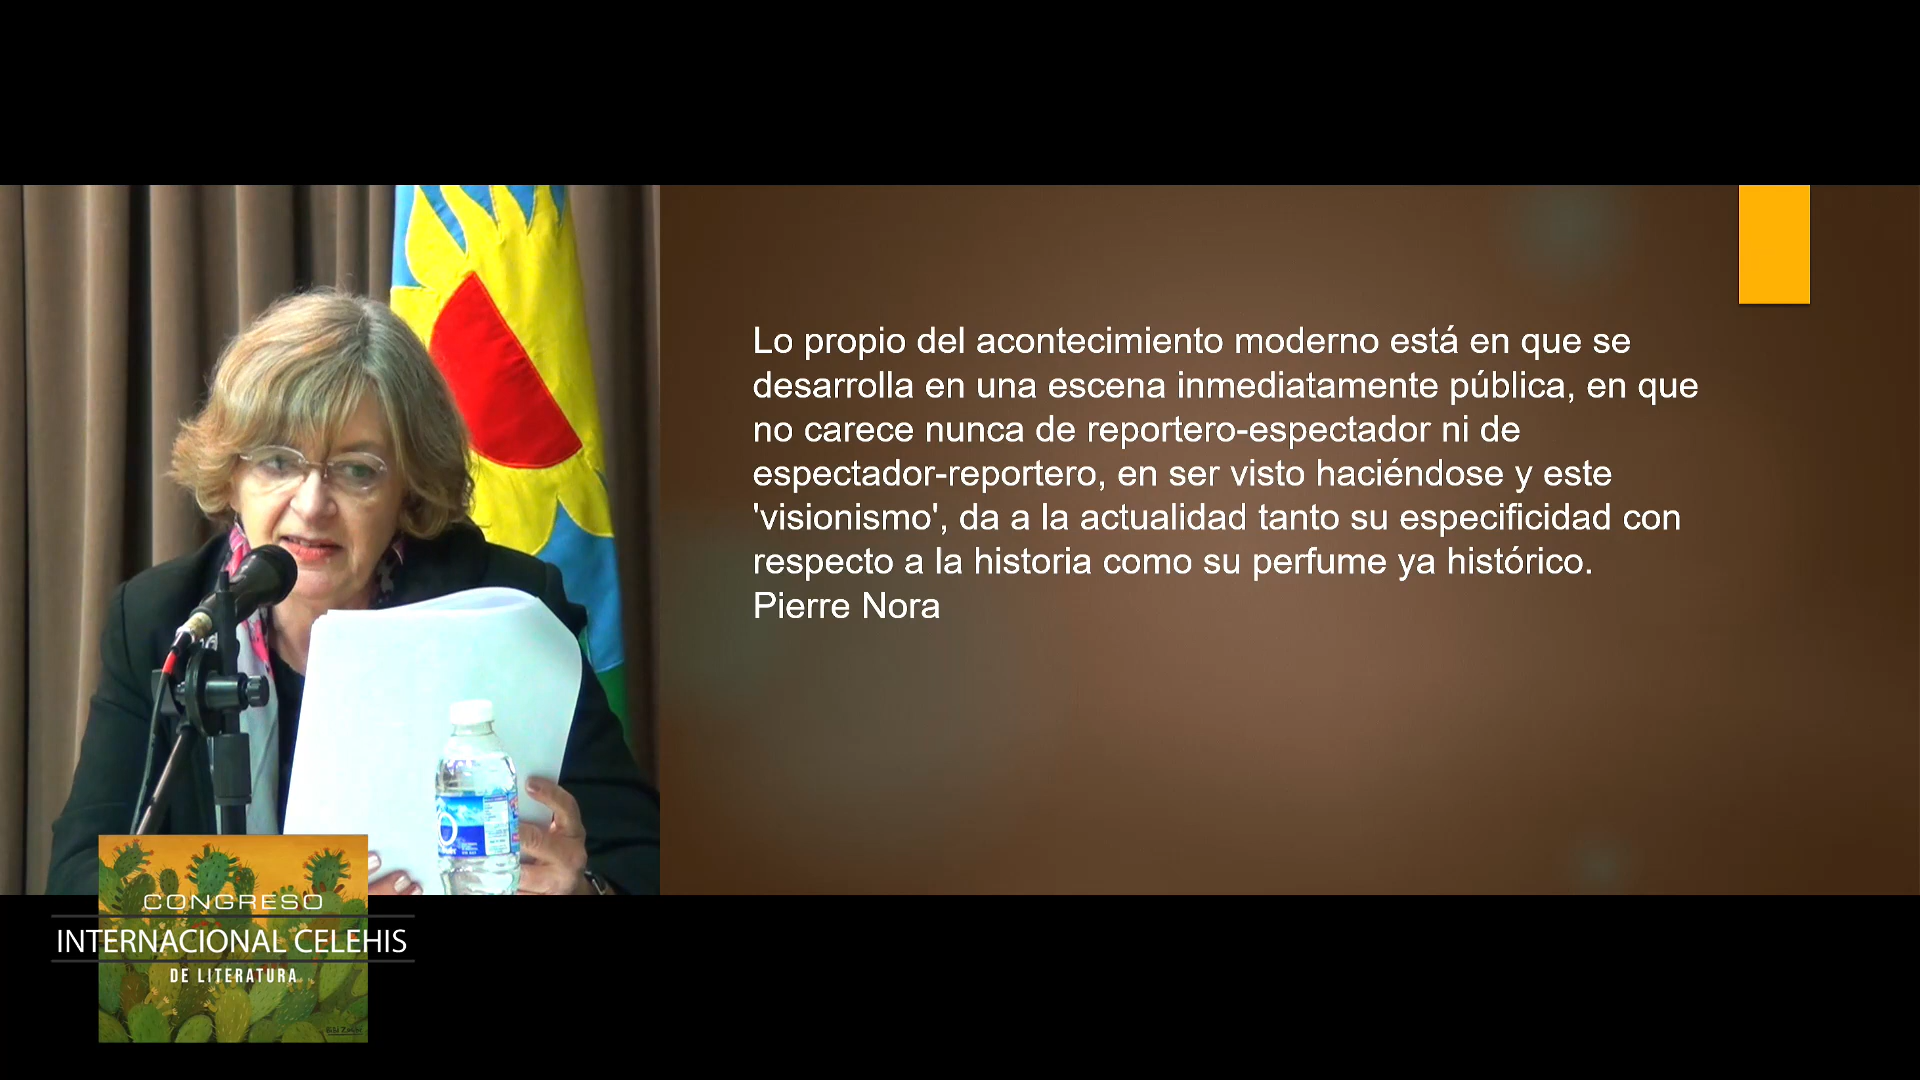 Lo propio del acontecimiento moderno está en que se
desarrolla en una escena inmediatamente pública, en que
no carece nunca de reportero-espectador ni de
espectador-reportero, en ser visto haciéndose y este
'visionismo', da a la actualidad tanto su especificidad con
respecto a la historia como su perfume ya histórico.
Pierre Nora
CONGRESO
INTERNACIONAL CELEHIS
DE LITERATURA